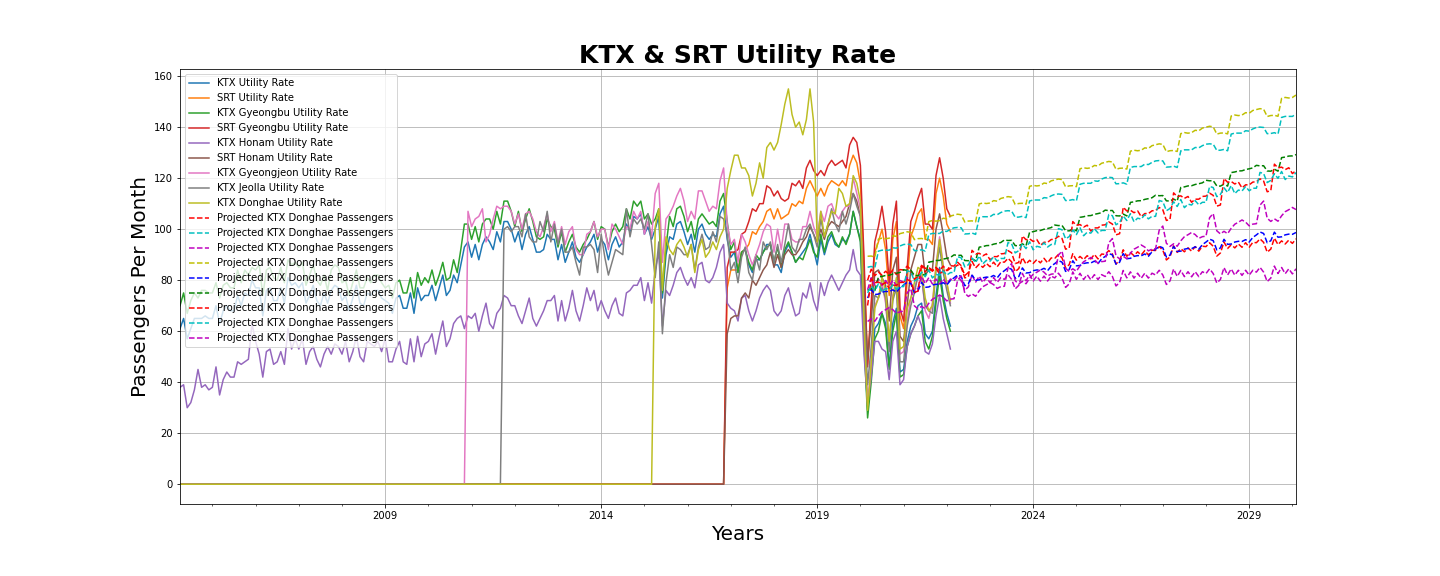 KTX & SRT Utility Rate
Passengers Per Month
160
140
120
100
80
60
40
20
0
KTX Utility Rate
SRT Utility Rate
KTX Gyeongbu Utility Rate
SRT Gyeongbu Utility Rate
KTX Honam Utility Rate
SRT Honam Utility Rate
KTX Gyeongjeon Utility Rate
KTX Jeolla Utility Rate
KTX Donghae Utility Rate
Projected KTX Donghae Passengers
Projected KTX Donghae Passengers
Projected KTX Donghae Passengers
Projected KTX Donghae Passengers
Projected KTX Donghae Passengers
Projected KTX Donghae Passengers
Projected KTX Donghae Passengers
Projected KTX Donghae Passengers
Projected KTX Donghae Passengers
2009 2014 2019 2024 2029
Years